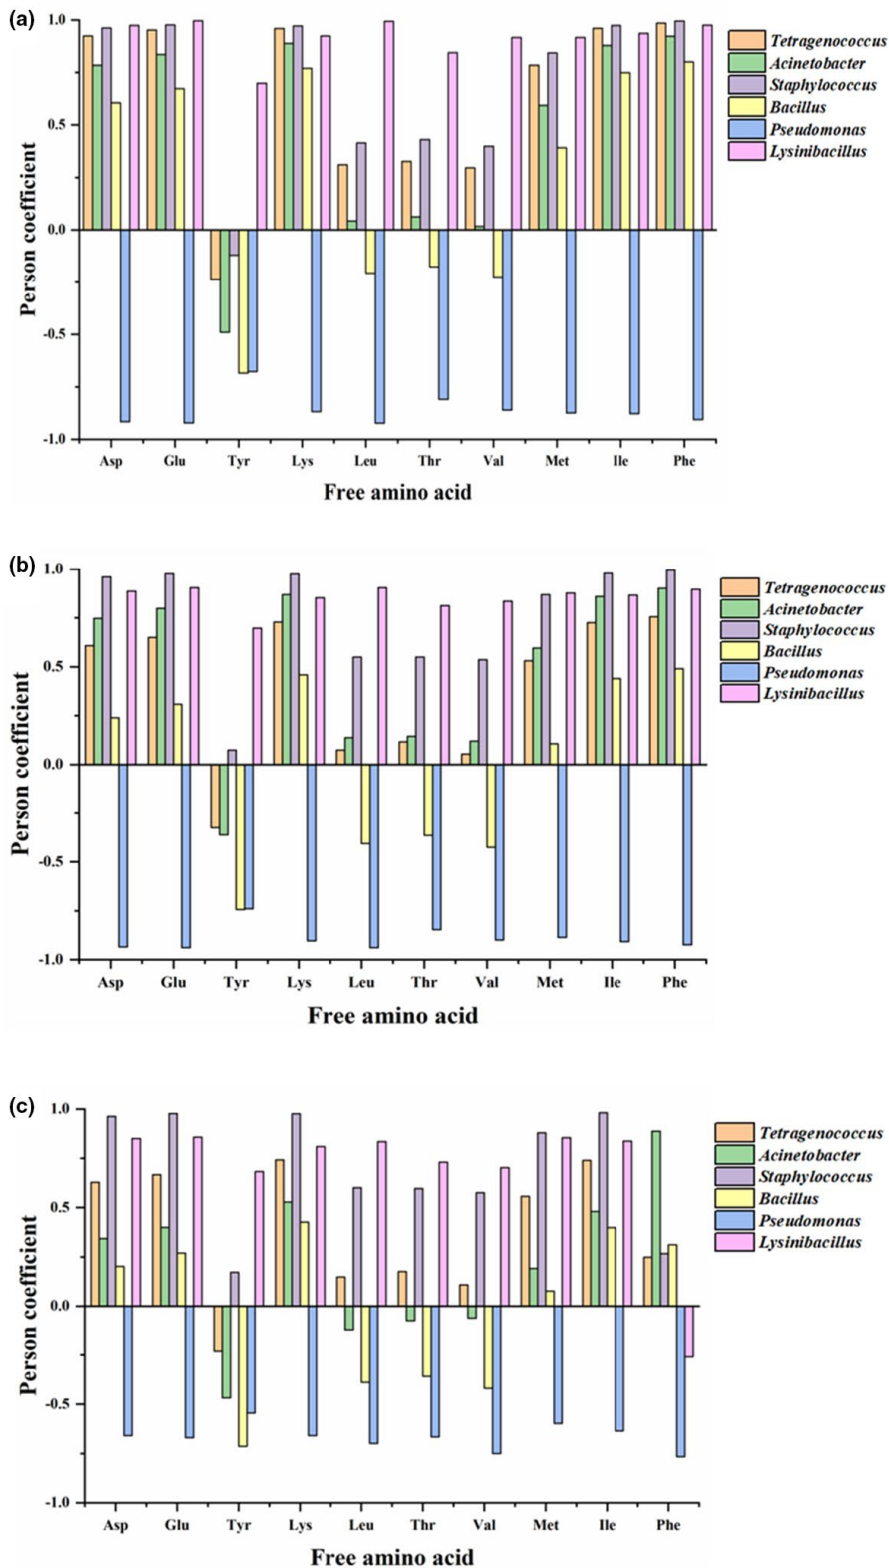 (a)
1.0
0.5
0.0
-0.5
-1.0
Person coefficient
Asp Glu Tyr Lys Leu Thr Val Met Ile Phe
Free amino acid
Tetragenococcus
Acinetobacter
Staphylococcus
Bacillus
Pseudomonas
Lysinibacillus
(b)
1.0
0.5
0.0
-0.5
-1.0
Person coefficient
Asp Glu Tyr Lys Leu Thr Val Met Ile Phe
Free amino acid
Tetragenococcus
Acinetobacter
Staphylococcus
Bacillus
Pseudomonas
Lysinibacillus
(c)
1.0
0.5
0.0
-0.5
-1.0
Person coefficient
Asp Glu Tyr Lys Leu Thr Val Met Ile Phe
Free amino acid
Tetragenococcus
Acinetobacter
Staphylococcus
Bacillus
Pseudomonas
Lysinibacillus